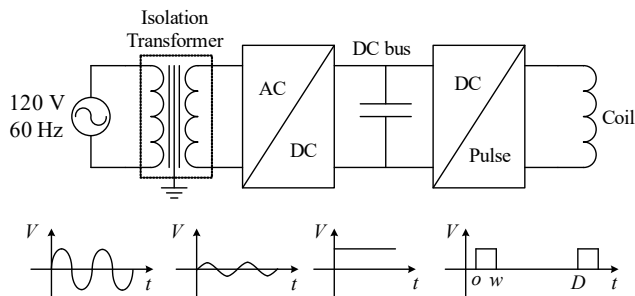 Isolation
Transformer
DC bus
120 V
60 Hz
AC
DC
DC
Pulse
Coil
V
t
V
t
V
t
V
o w D t